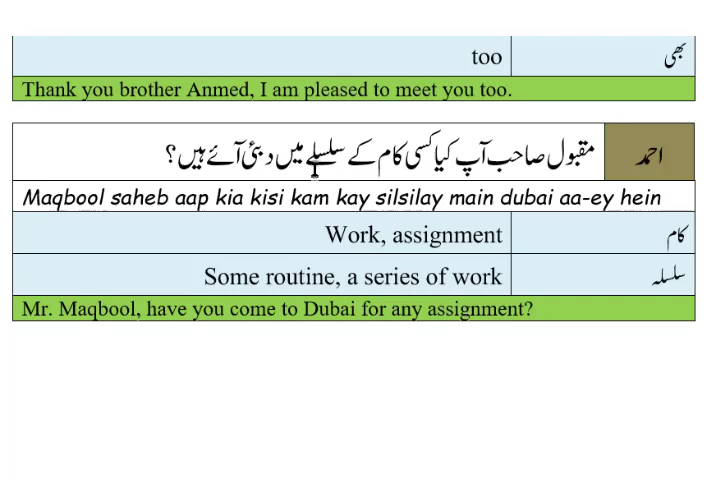 too بھی
Thank you brother Anmed, I am pleased to meet you too.
احمد مقبول صاحب آپ کیا کسی کام کے سلسلے میں دبئی آئے ہیں؟
Maqbool saheb aap kia kisi kam kay silsilay main dubai aa-ey hein
Work, assignment کام
Some routine, a series of work سلسلہ
Mr. Maqbool, have you come to Dubai for any assignment?